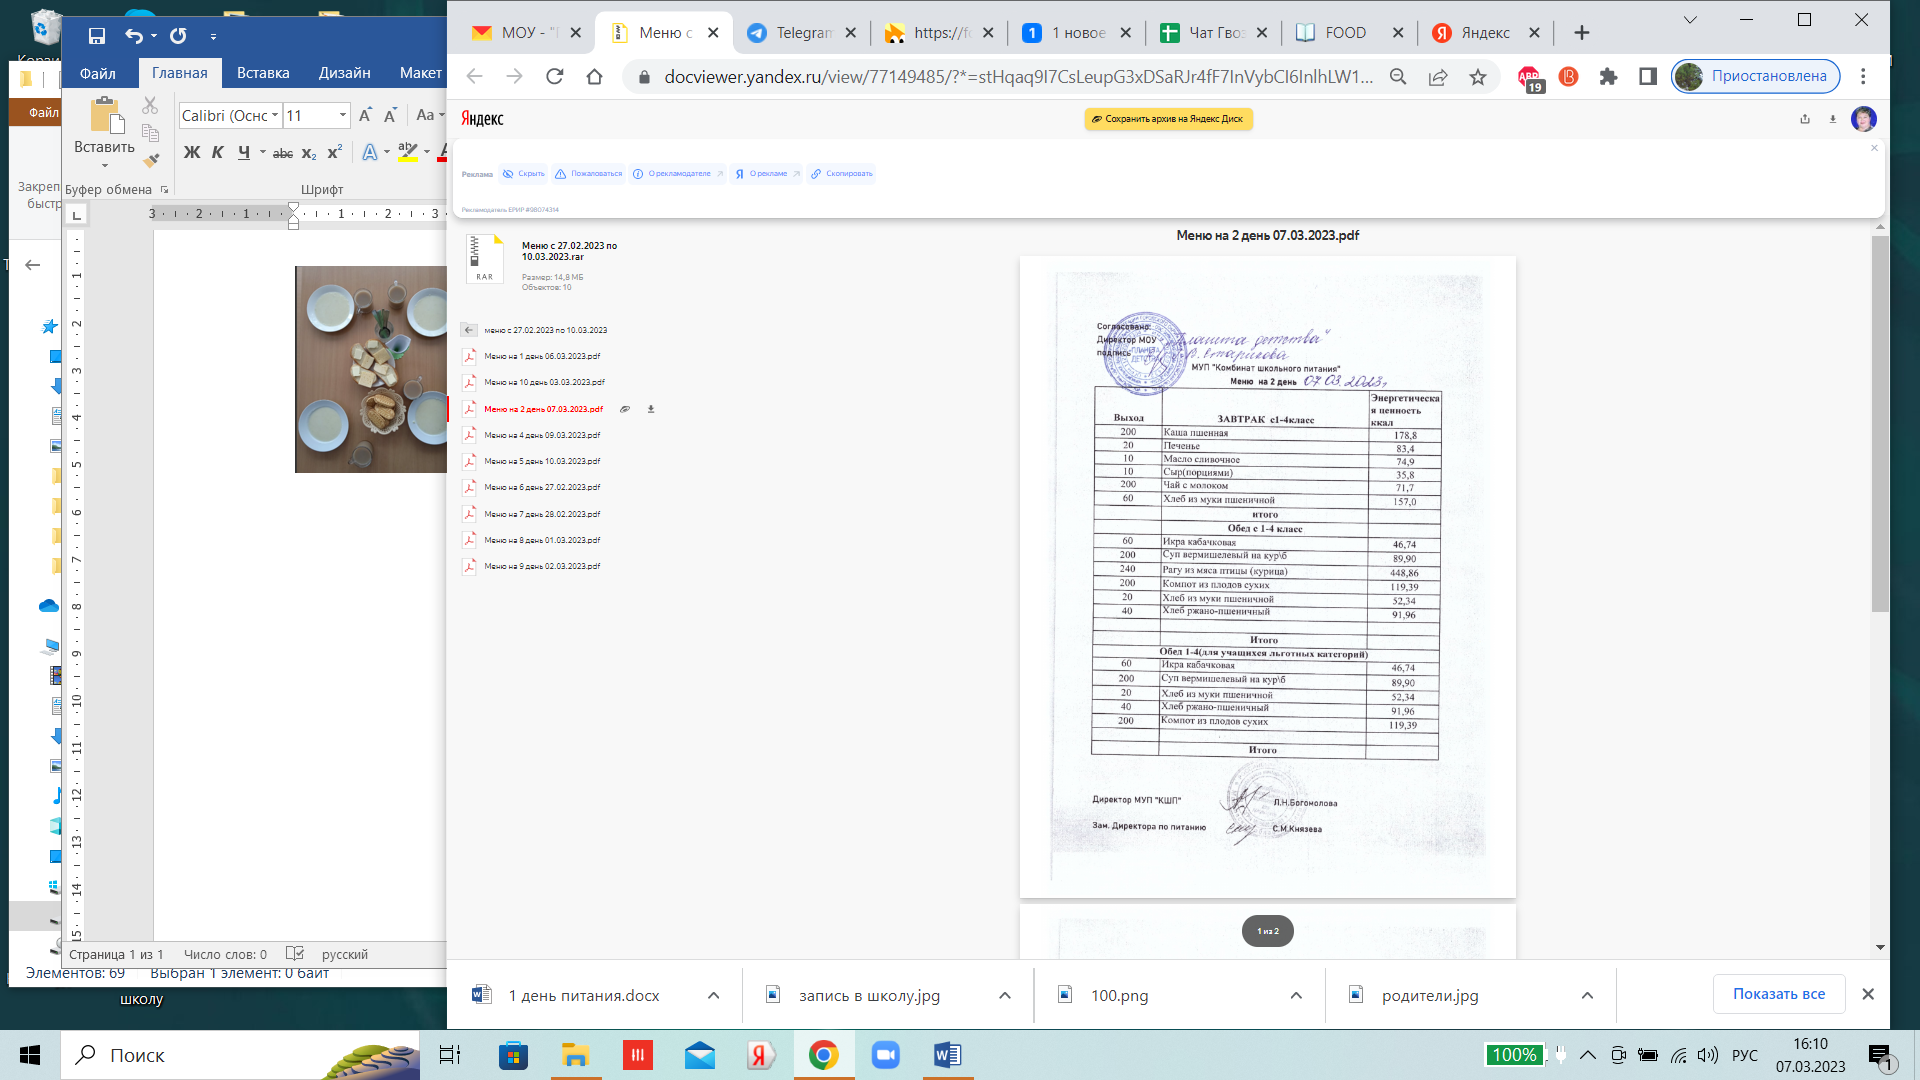 Файл
Главная
Вставка
Дизайн
Макет
Файл
Вставить
Calibri (Оснс
11
Буфер обмена
Шрифт
Страница 1 из 1
Число слов: 0
русский
Элементов: 69
Выбран 1 элемент: 0 байт
школу
Меню с
Telegram
1 новое
Чат Гвоз
FOOD
Яндекс
docviewer.yandex.ru/view/77149485/?*=stHqaq9I7CsLeupG3xDSaRJr4fF7InVybCI6InlhLW1...
19
Приостановлена
Яндекс
Сохранить архив на Яндекс Диск
Реклама
Скрыть
Пожаловаться
О рекламодателе
О рекламе
Скопировать
Рекламодатель ЕРИР #98074314
RAR
Меню с 27.02.2023 по
10.03.2023.rar
Размер: 14,8 МБ
Объектов: 10
меню с 27.02.2023 по 10.03.2023
Меню на 1 день 06.03.2023.pdf
Меню на 10 день 03.03.2023.pdf
Меню на 2 день 07.03.2023.pdf
Меню на 4 день 09.03.2023.pdf
Меню на 5 день 10.03.2023.pdf
Меню на 6 день 27.02.2023.pdf
Меню на 7 день 28.02.2023.pdf
Меню на 8 день 01.03.2023.pdf
Меню на 9 день 02.03.2023.pdf
Меню на 2 день 07.03.2023.pdf
Согласовано:
Директор МОУ "Планета детства"
подпись
МУП "Комбинат школьного питания"
Меню на 2 день 07.03.2023г
Выход ЗАВТРАК с1-4класс Энергетическа
я ценность
ккал
200 Каша пшенная 178,8
20 Печенье 83,4
10 Масло сливочное 74,9
10 Сыр(порциями) 35,8
200 Чай с молоком 71,7
60 Хлеб из муки пшеничной 157,0
итого
Обед с 1-4 класс
60 Икра кабачковая 46,74
200 Суп вермишелевый на кур\б 89,90
240 Рагу из мяса птицы (курица) 448,86
200 Компот из плодов сухих 119,39
20 Хлеб из муки пшеничной 52,34
40 Хлеб ржано-пшеничный 91,96
Итого
Обед 1-4(для учащихся льготных категорий)
60 Икра кабачковая 46,74
200 Суп вермишелевый на кур\б 89,90
20 Хлеб из муки пшеничной 52,34
40 Хлеб ржано-пшеничный 91,96
200 Компот из плодов сухих 119,39
Итого
Директор МУП "КШП" Л.Н.Богомолова
Зам. Директора по питанию С.М.Князева
1 из 2
1 день питания.docx
запись в школу.jpg
100.png
родители.jpg
Показать все
Поиск
100%
РУС
16:10
07.03.2023
1